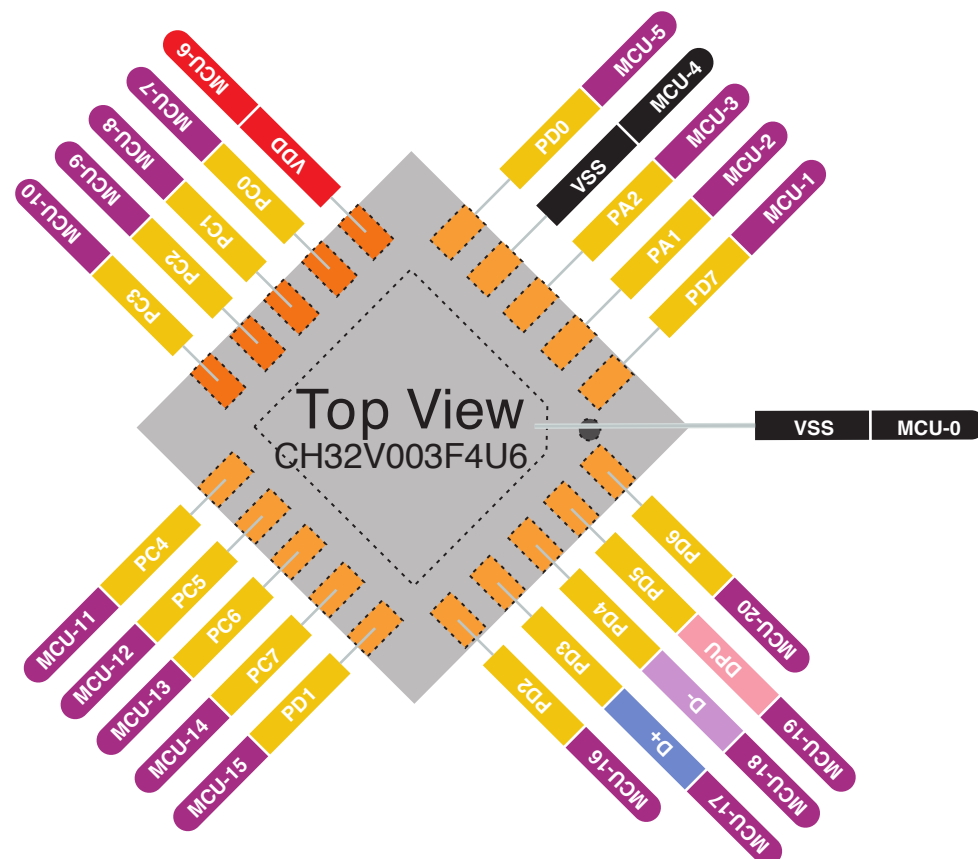 MCU-6 VDD
MCU-7 PC0
MCU-8 PC1
MCU-9 PC2
MCU-10 PC3
PD0 MCU-5
VSS MCU-4
PA2 MCU-3
PA1 MCU-2
PD7 MCU-1
VSS MCU-0
Top View
CH32V003F4U6
MCU-11 PC4
MCU-12 PC5
MCU-13 PC6
MCU-14 PC7
MCU-15 PD1
PD6 MCU-20
PD5 DPU MCU-19
PD4 D- MCU-18
PD3 D+ MCU-17
PD2 MCU-16